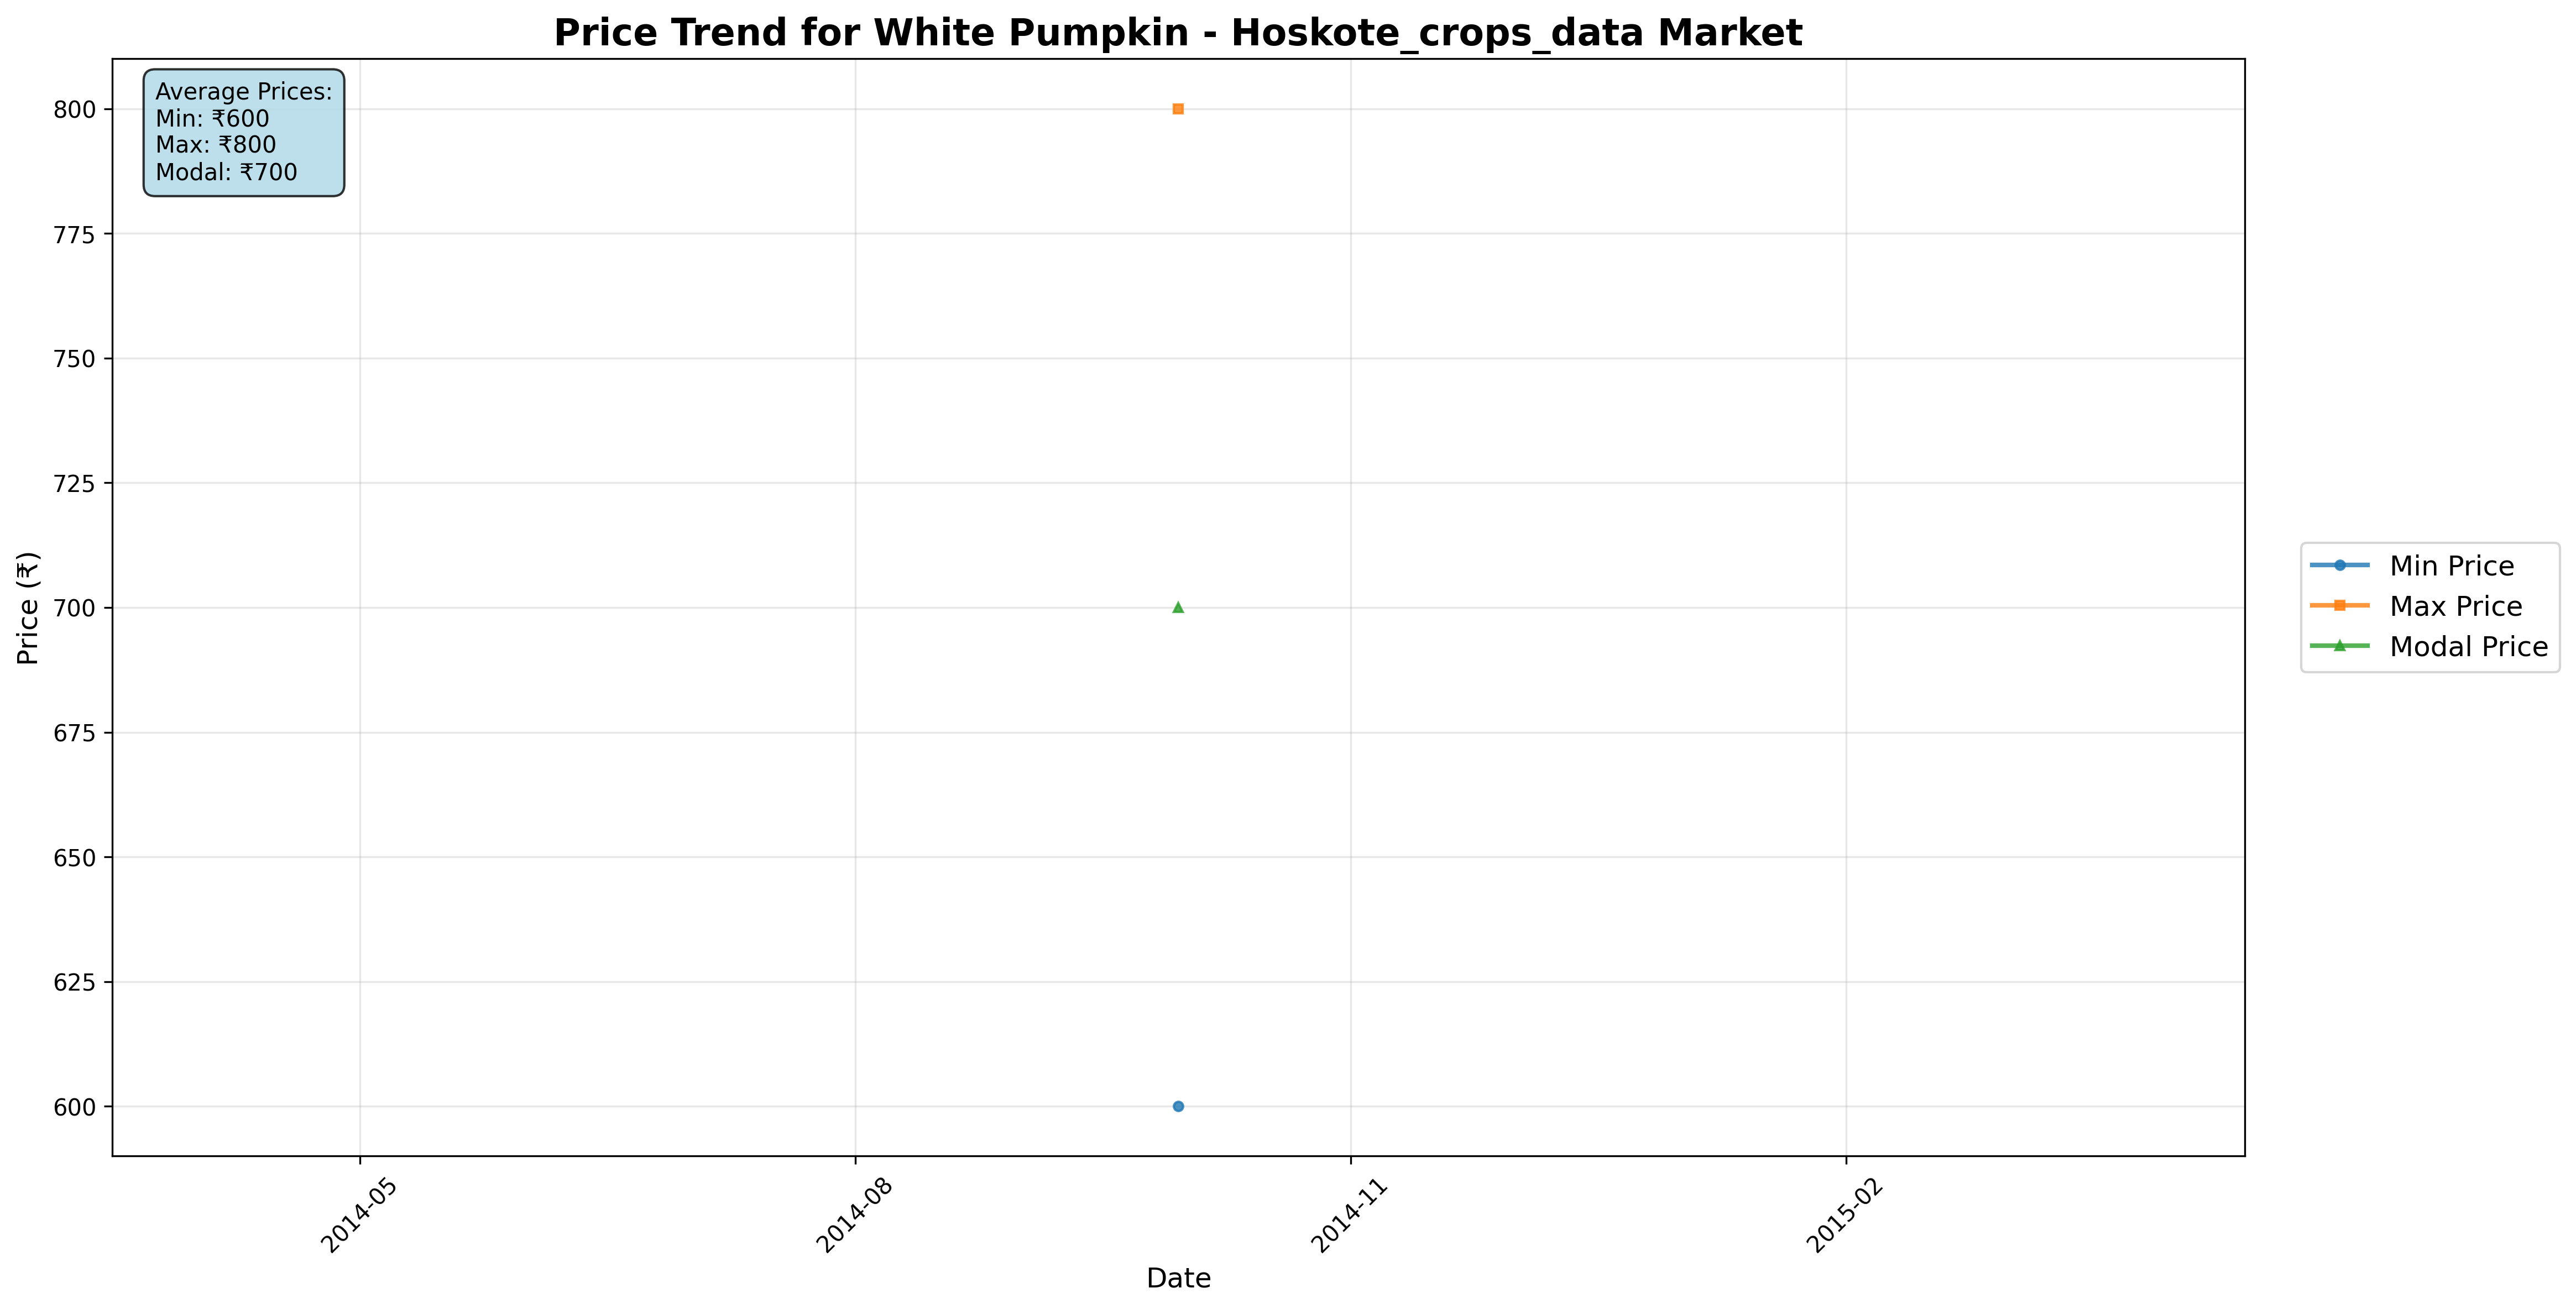 Price Trend for White Pumpkin - Hoskote_crops_data Market
Average Prices:
Min: ₹600
Max: ₹800
Modal: ₹700
Price (₹)
800
775
750
725
700
675
650
625
600
2014-05
2014-08
2014-11
2015-02
Date
Min Price
Max Price
Modal Price